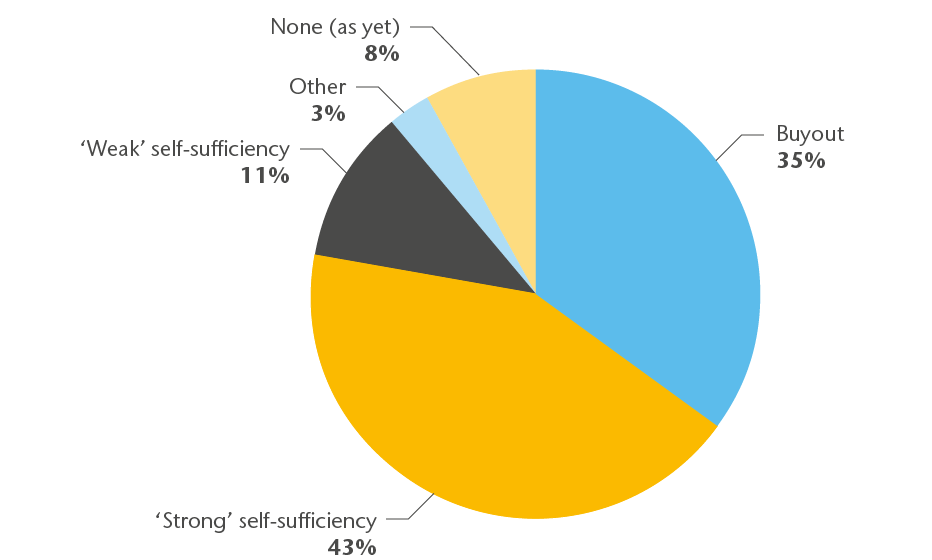 None (as yet)
8%
Other
3%
‘Weak’ self-sufficiency
11%
Buyout
35%
‘Strong’ self-sufficiency
43%